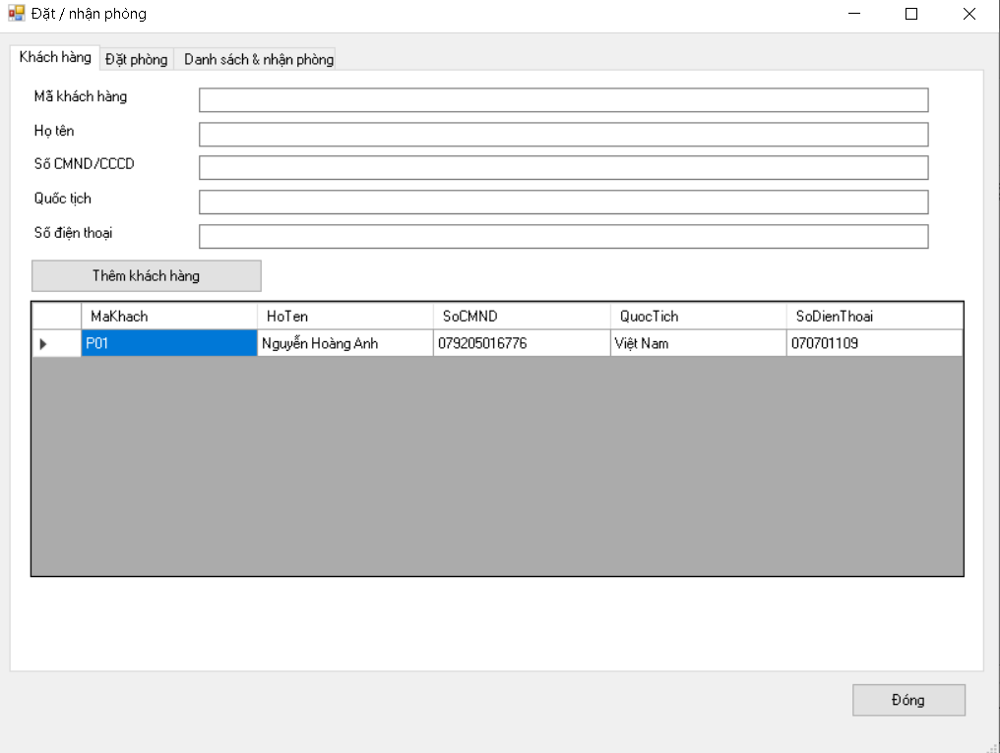 Đặt / nhận phòng
Khách hàng Đặt phòng Danh sách & nhận phòng
Mã khách hàng
Họ tên
Số CMND/CCCD
Quốc tịch
Số điện thoại
Thêm khách hàng
MaKhach HoTen SoCMND QuocTich SoDienThoai
P01 Nguyễn Hoàng Anh 079205016776 Việt Nam 070701109
Đóng